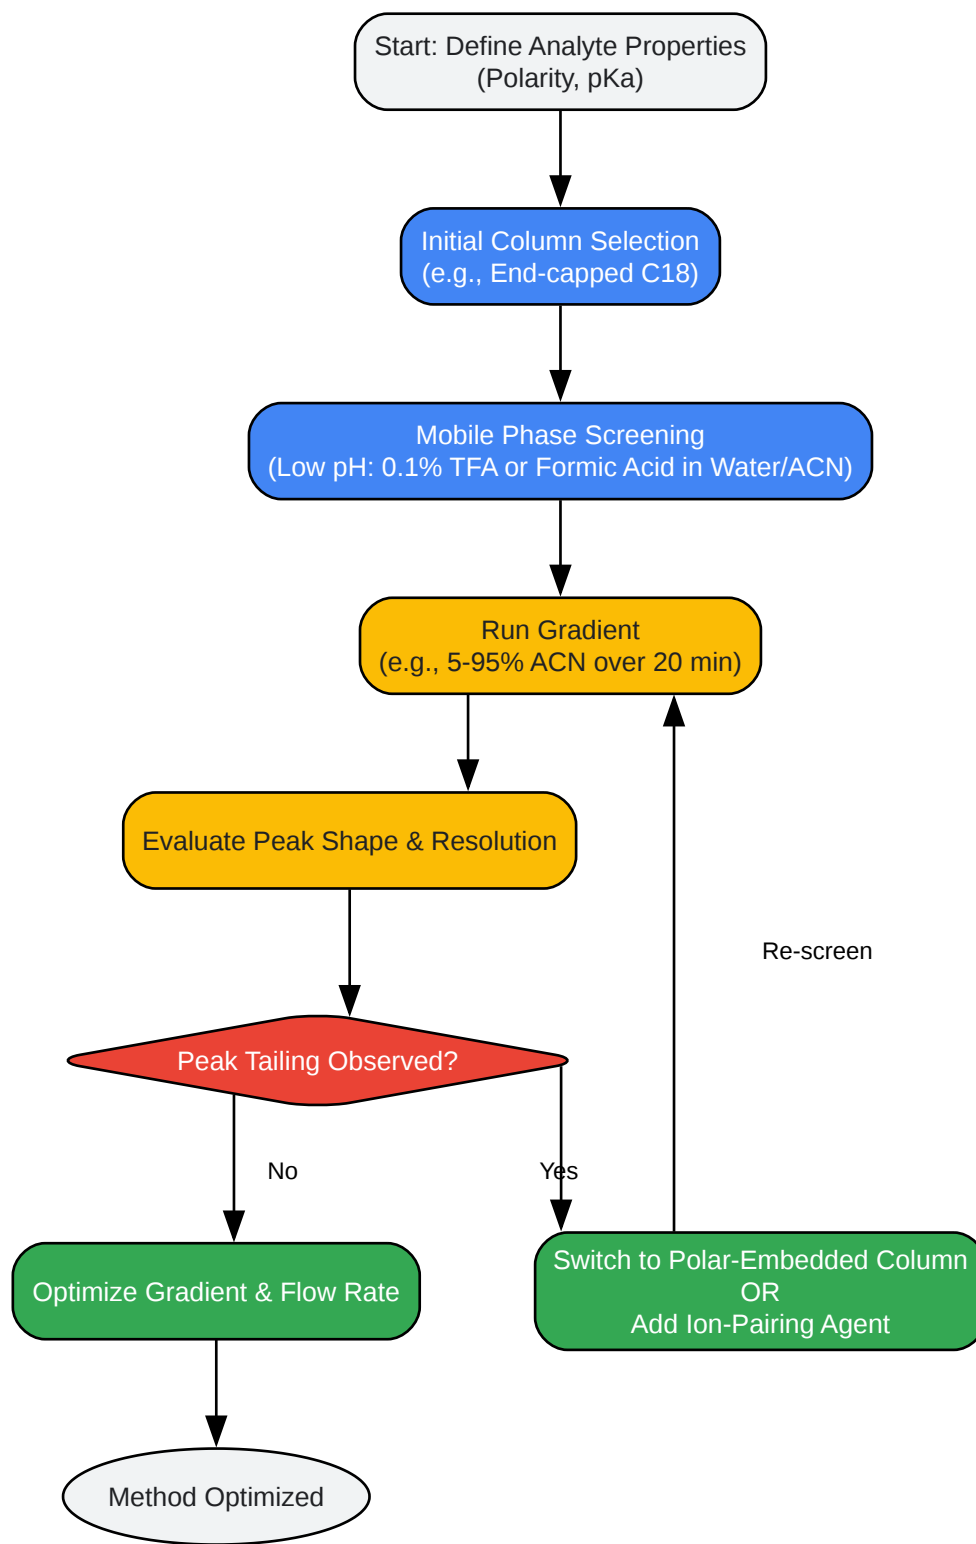 Start: Define Analyte Properties
(Polarity, pKa)
Initial Column Selection
(e.g., End-capped C18)
Mobile Phase Screening
(Low pH: 0.1% TFA or Formic Acid in Water/ACN)
Run Gradient
(e.g., 5-95% ACN over 20 min)
Evaluate Peak Shape & Resolution
Re-screen
Peak Tailing Observed?
No
Yes
Optimize Gradient & Flow Rate
Switch to Polar-Embedded Column
OR
Add Ion-Pairing Agent
Method Optimized